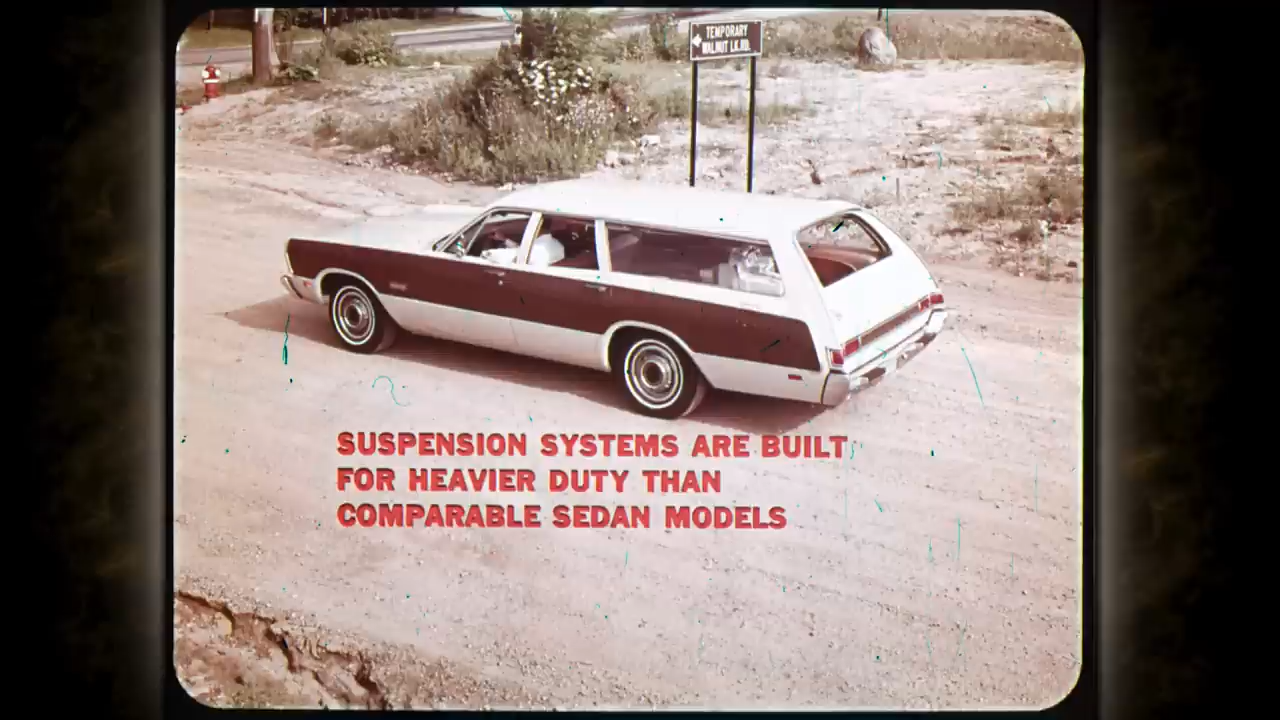 TEMPORARY
WALNUT LK. RD.
SUSPENSION SYSTEMS ARE BUILT
FOR HEAVIER DUTY THAN
COMPARABLE SEDAN MODELS